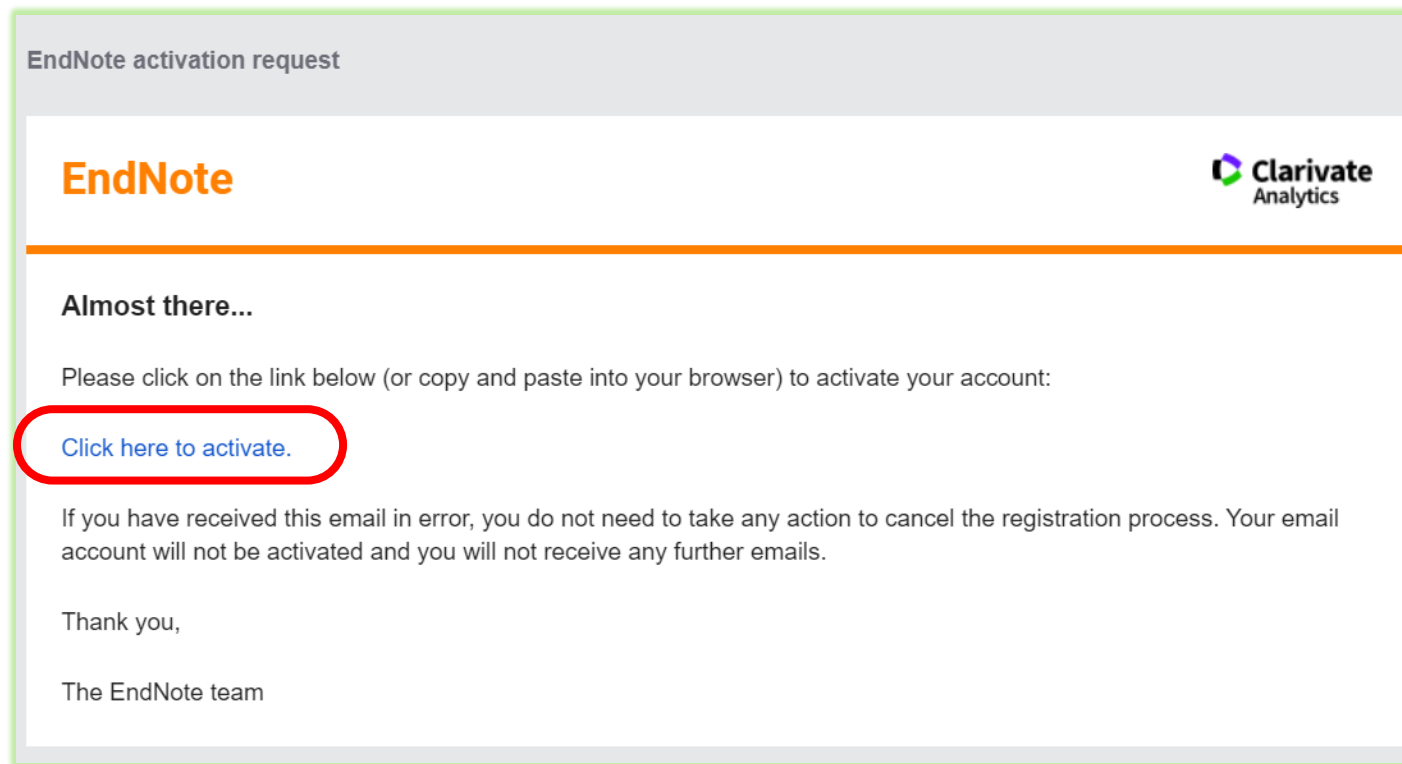 EndNote activation request
EndNote
Clarivate
Analytics
Almost there...
Please click on the link below (or copy and paste into your browser) to activate your account:
Click here to activate.
If you have received this email in error, you do not need to take any action to cancel the registration process. Your email
account will not be activated and you will not receive any further emails.
Thank you,
The EndNote team